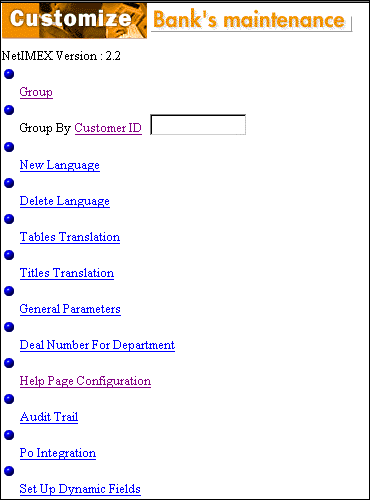 Customize Bank's maintenance
NetIMEX Version : 2.2
Group
Group By Customer ID
New Language
Delete Language
Tables Translation
Titles Translation
General Parameters
Deal Number For Department
Help Page Configuration
Audit Trail
Po Integration
Set Up Dynamic Fields